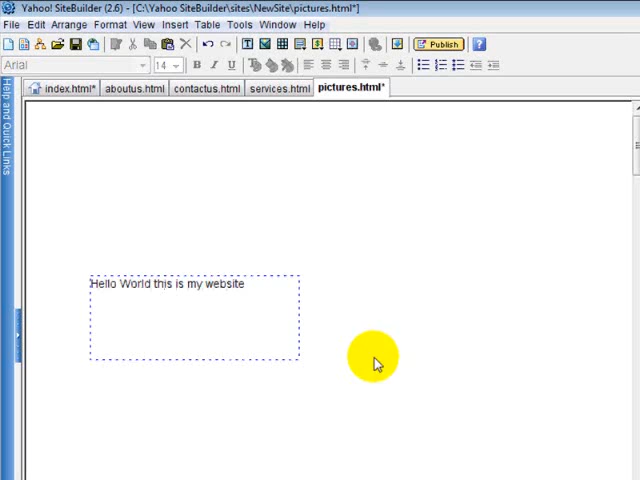 Yahoo! SiteBuilder (2.6) - [C:\Yahoo SiteBuilder\sites\NewSite\pictures.html*]
File Edit Arrange Format View Insert Table Tools Window Help
Publish
Arial 14 B I U
index.html* aboutus.html contactus.html services.html pictures.html*
Help and Quick Links
Hello World this is my website